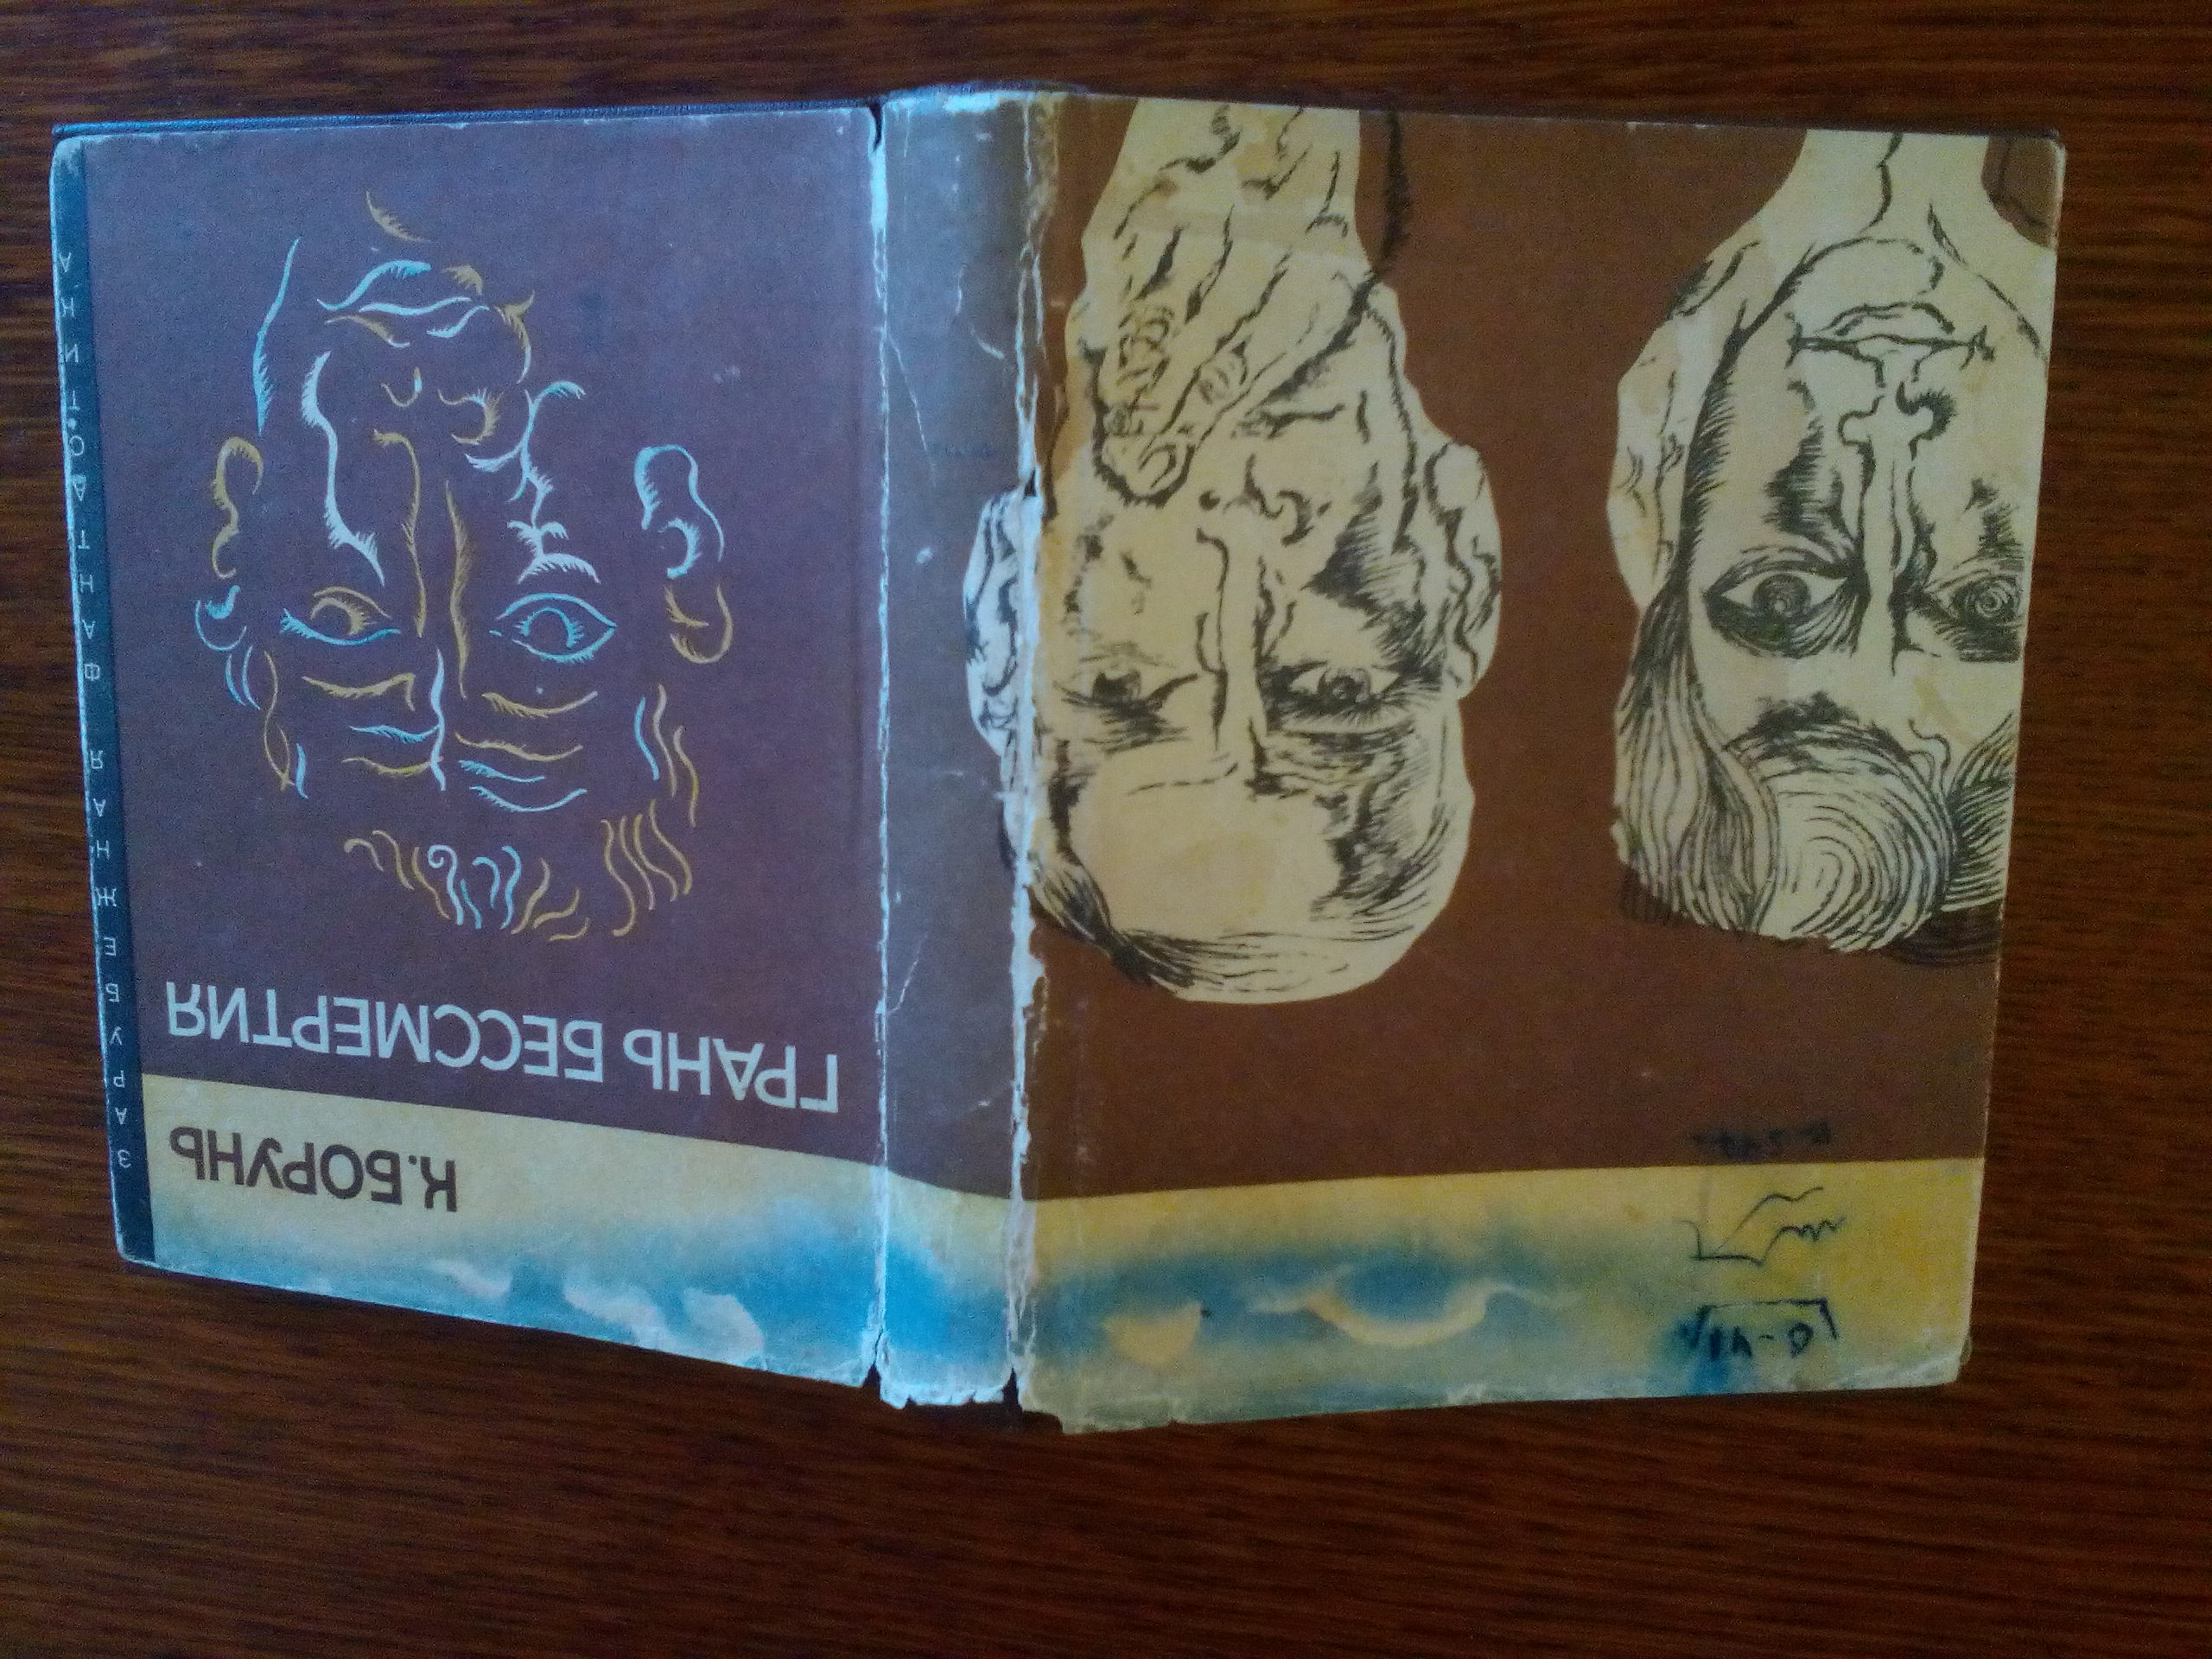 К. БОРУНЬ
ГРАНЬ БЕССМЕРТИЯ
ЗАРУБЕЖНАЯ ФАНТАСТИКА